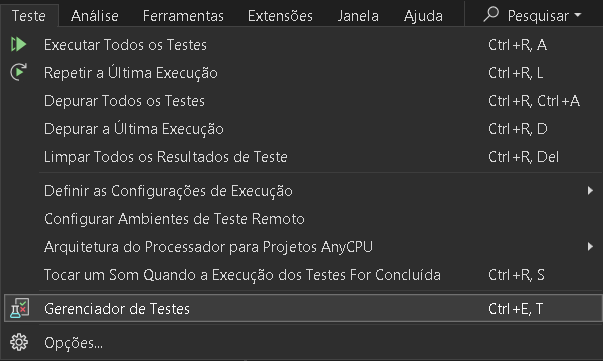 Teste Análise Ferramentas Extensões Janela Ajuda Pesquisar
Executar Todos os Testes Ctrl+R, A
Repetir a Última Execução Ctrl+R, L
Depurar Todos os Testes Ctrl+R, Ctrl+A
Depurar a Última Execução Ctrl+R, D
Limpar Todos os Resultados de Teste Ctrl+R, Del
Definir as Configurações de Execução
Configurar Ambientes de Teste Remoto
Arquitetura do Processador para Projetos AnyCPU
Tocar um Som Quando a Execução dos Testes For Concluída Ctrl+R, S
Gerenciador de Testes Ctrl+E, T
Opções...